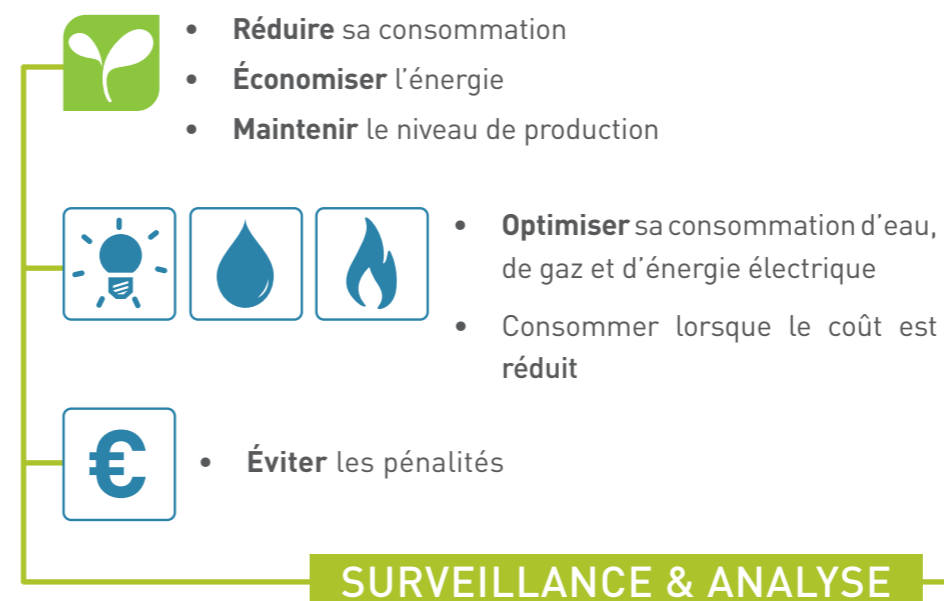 • Réduire sa consommation
• Économiser l'énergie
• Maintenir le niveau de production
• Optimiser sa consommation d'eau,
de gaz et d'énergie électrique
• Consommer lorsque le coût est
réduit
€
• Éviter les pénalités
SURVEILLANCE & ANALYSE